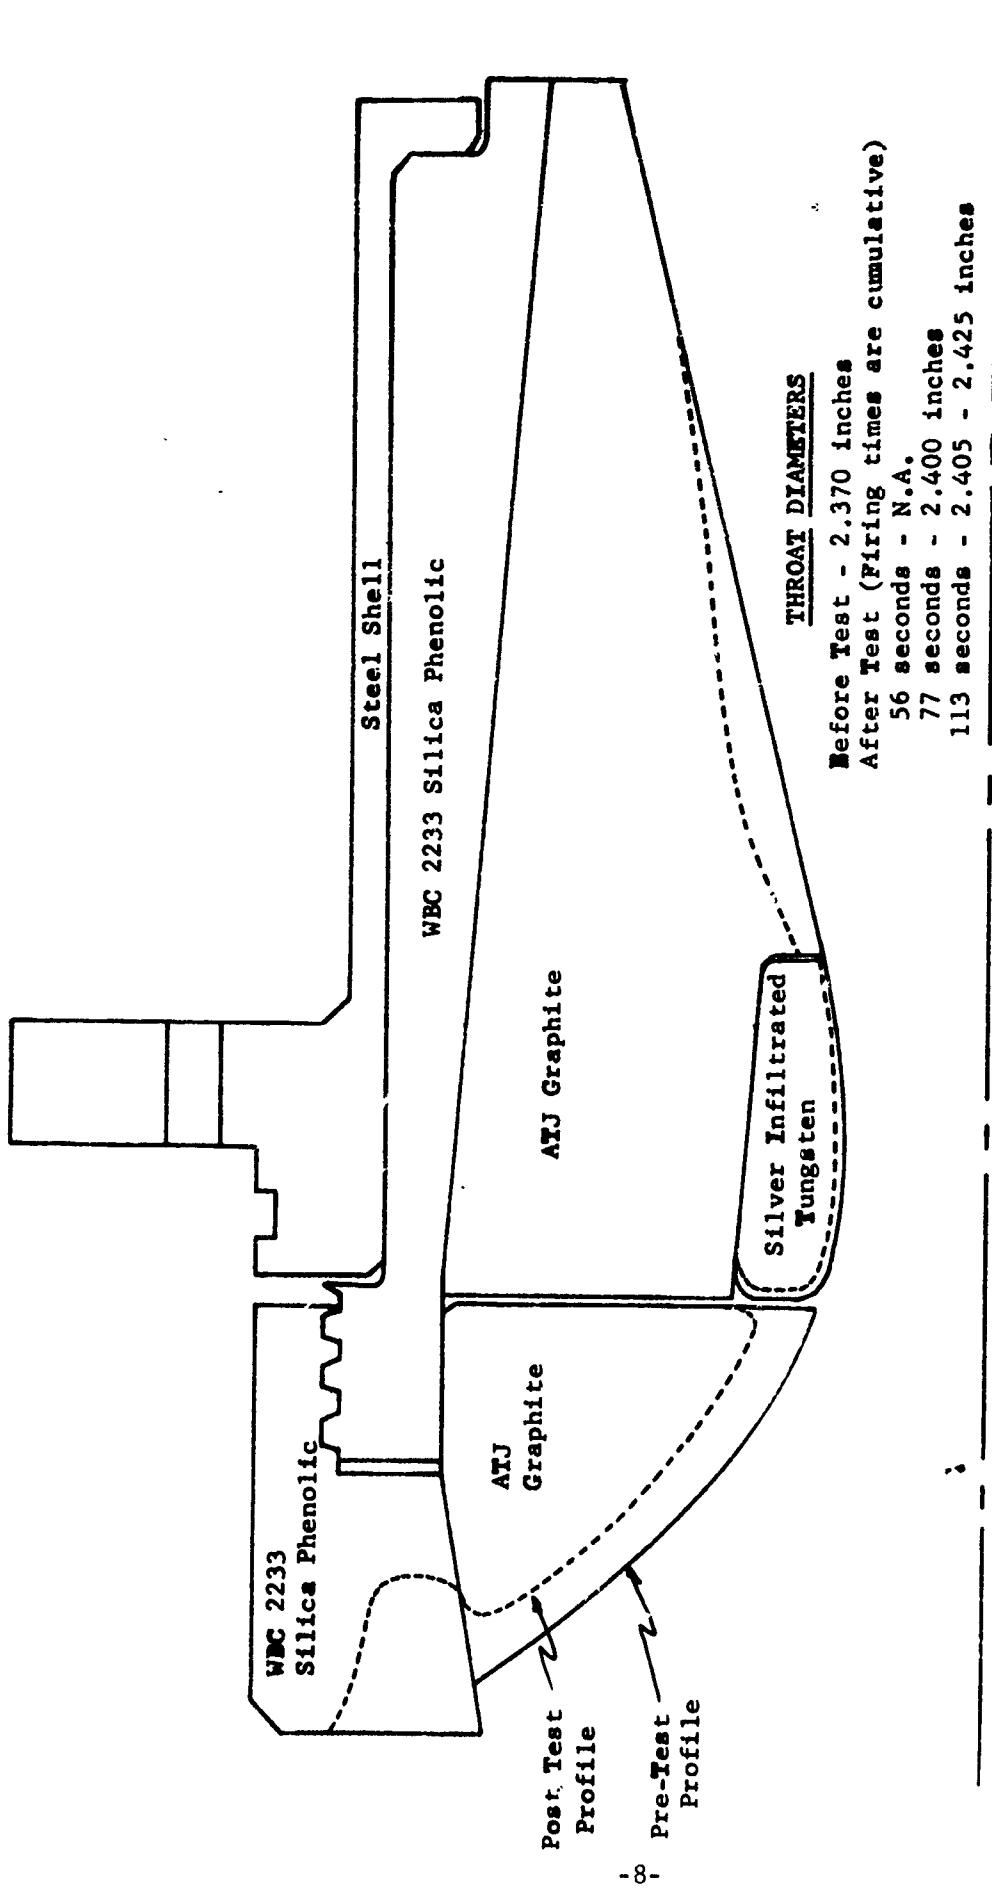 Steel Shell
WBC 2233 Silica Phenolic
WBC 2233
Silica Phenolic
ATJ
Graphite
ATJ Graphite
Silver Infiltrated
Tungsten
Post Test
Profile
Pre-Test
Profile
THROAT DIAMETERS
Before Test - 2.370 inches
After Test (Firing times are cumulative)
56 seconds - N.A.
77 seconds - 2.400 inches
113 seconds - 2.405 - 2.425 inches
-8-